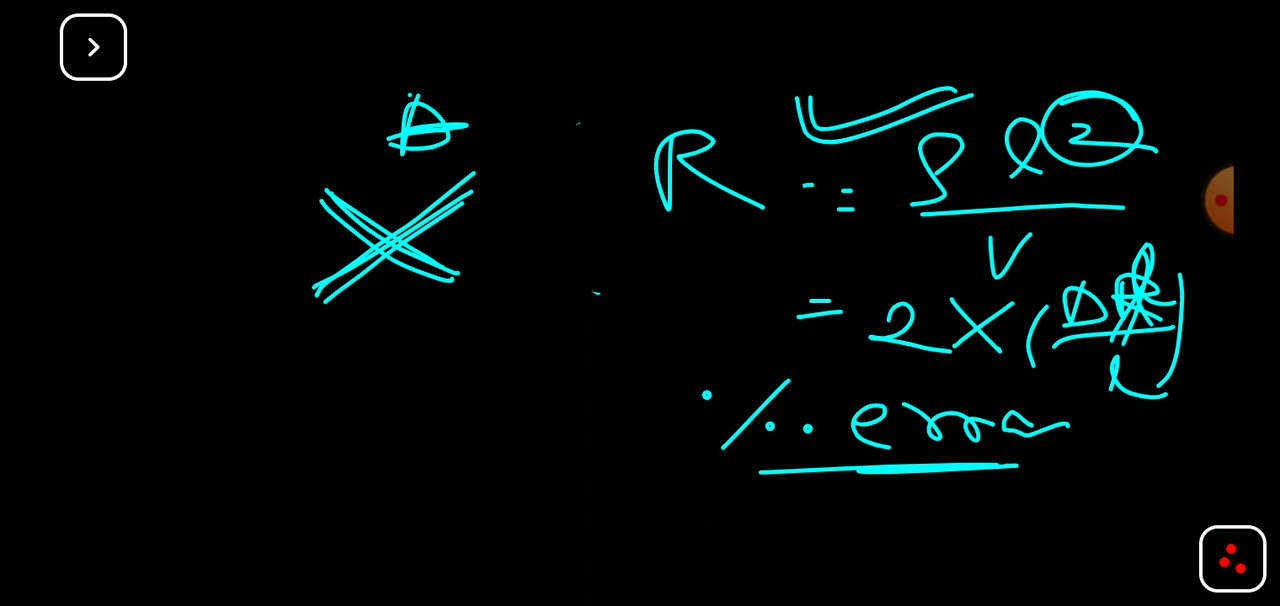 D
R = ρl²
V
= 2 × (Δl
l)
% error